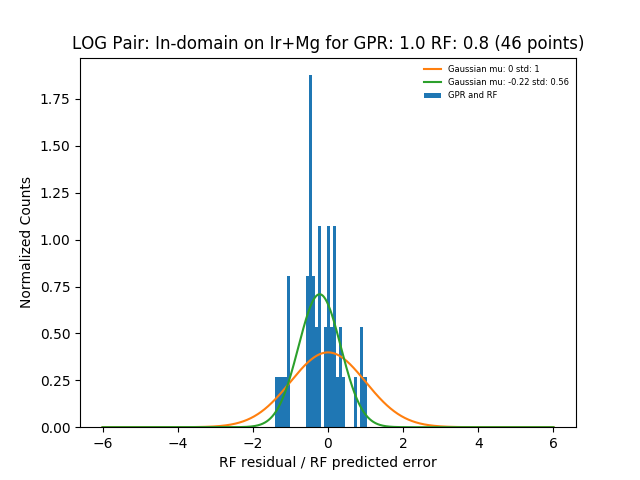 LOG Pair: In-domain on Ir+Mg for GPR: 1.0 RF: 0.8 (46 points)
Gaussian mu: 0 std: 1
Gaussian mu: -0.22 std: 0.56
GPR and RF
Normalized Counts
1.75
1.50
1.25
1.00
0.75
0.50
0.25
0.00
−6 −4 −2 0 2 4 6
RF residual / RF predicted error